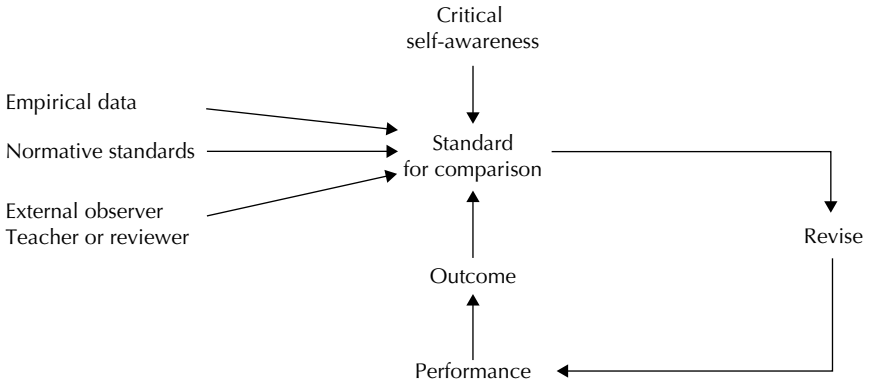 Critical
self-awareness
Empirical data
Normative standards
Standard
for comparison
External observer
Teacher or reviewer
Revise
Outcome
Performance